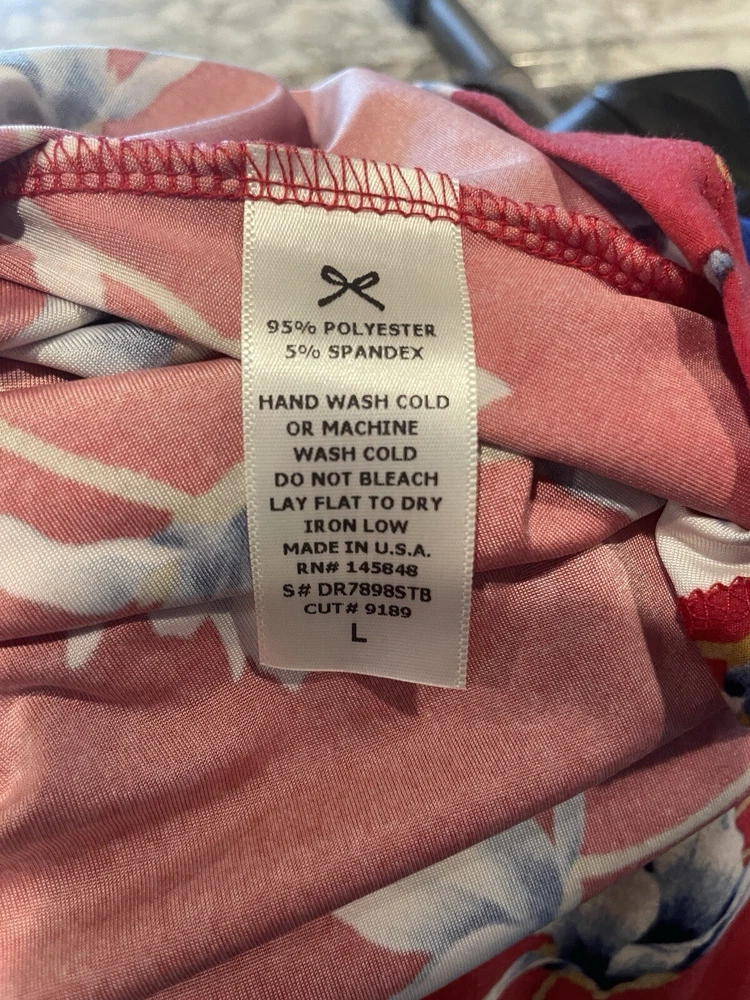 95% POLYESTER
5% SPANDEX
HAND WASH COLD
OR MACHINE
WASH COLD
DO NOT BLEACH
LAY FLAT TO DRY
IRON LOW
MADE IN U.S.A.
RN# 145848
S# DR7898STB
CUT# 9189
L